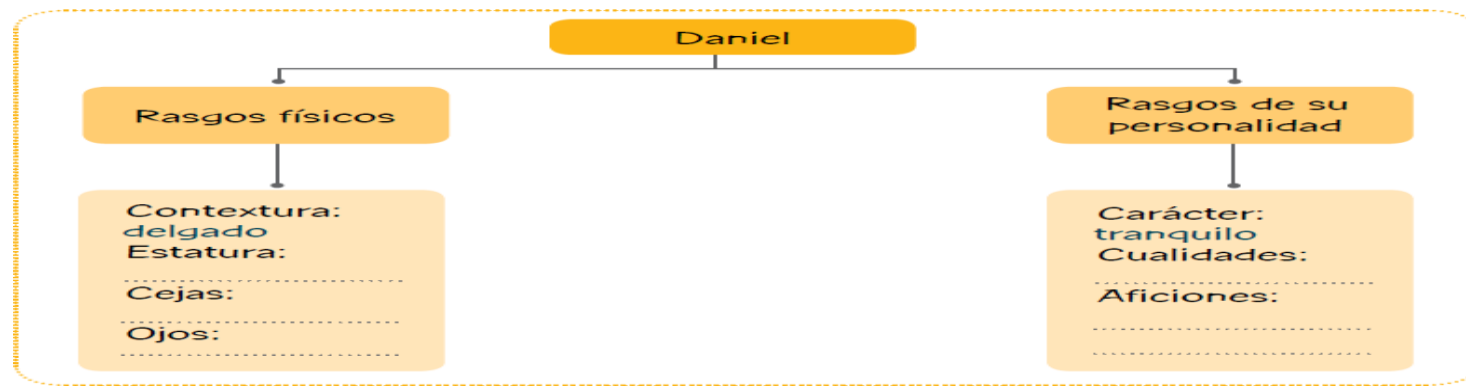 Daniel
Rasgos físicos
Contextura:
delgado
Estatura:
Cejas:
Ojos:
Rasgos de su
personalidad
Carácter:
tranquilo
Cualidades:
Aficiones: